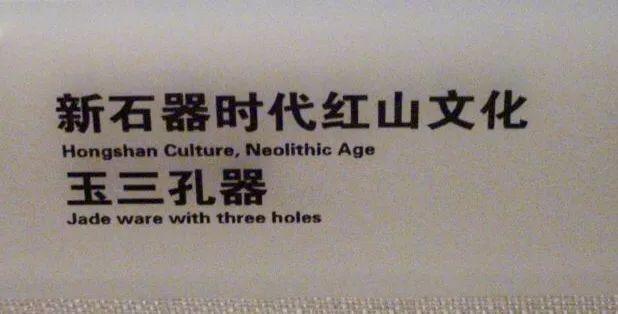 新石器时代红山文化
Hongshan Culture, Neolithic Age
玉三孔器
Jade ware with three holes